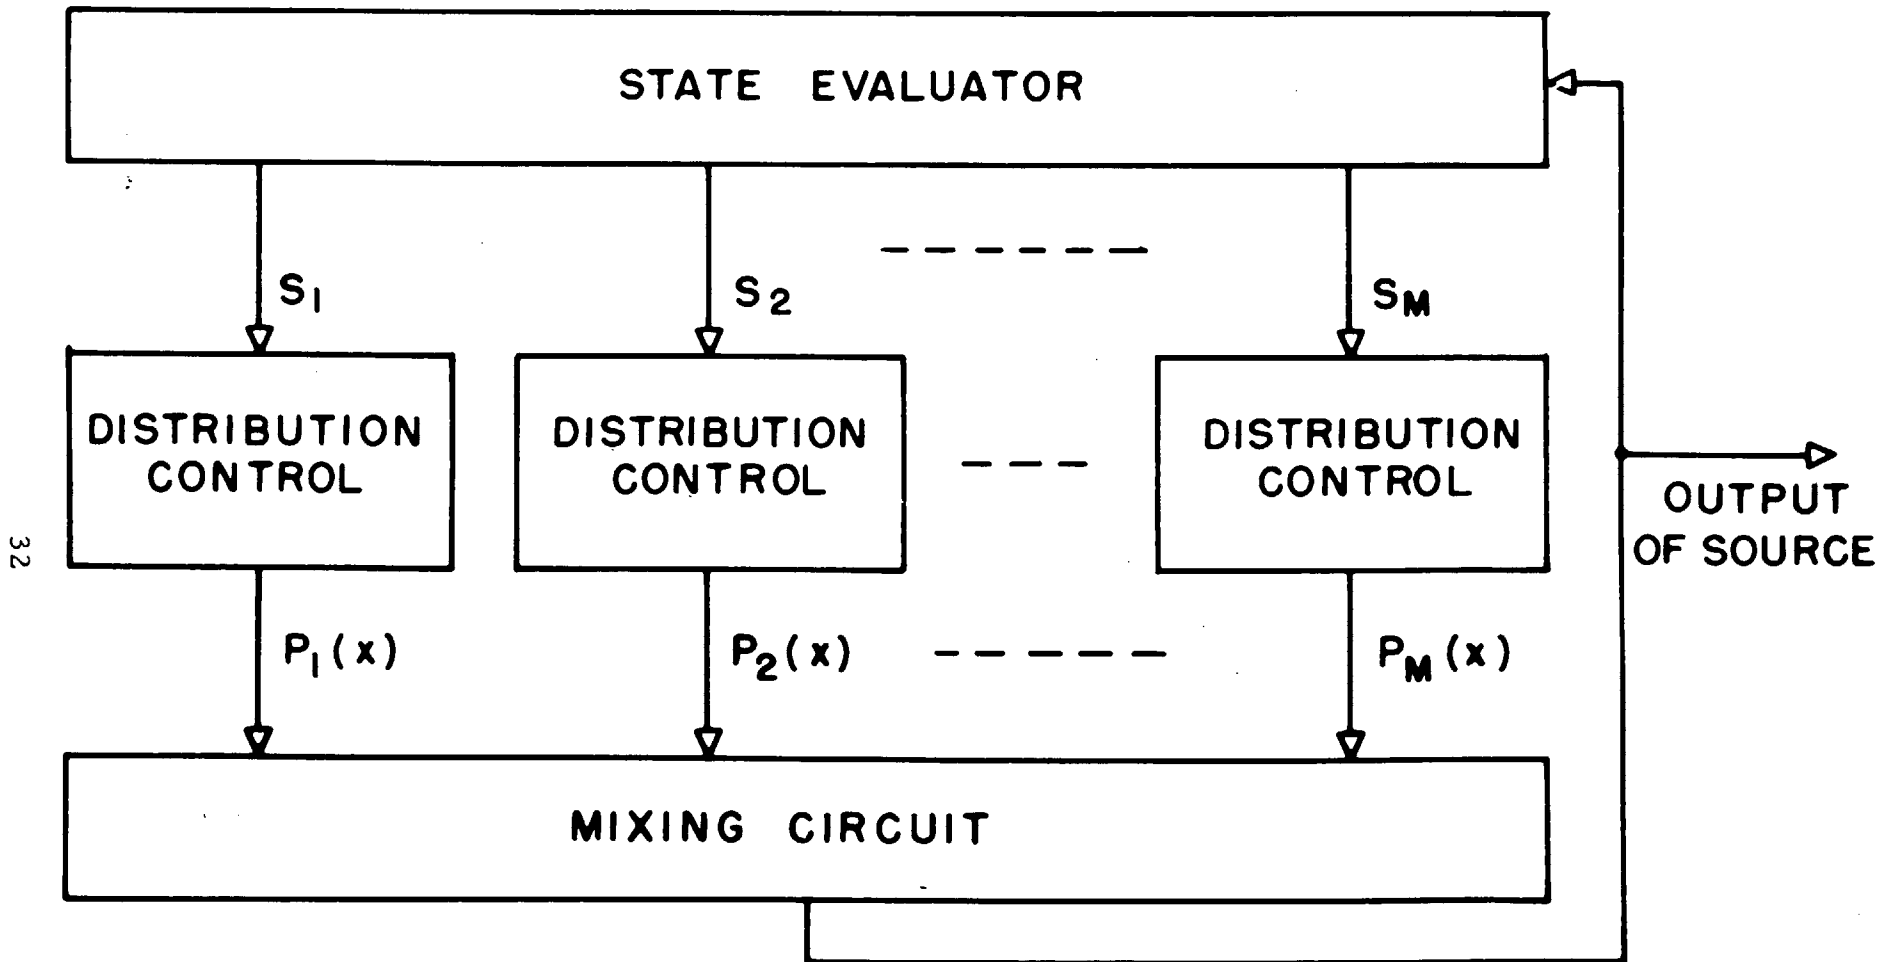 STATE EVALUATOR
S1
S2
SM
DISTRIBUTION
CONTROL
DISTRIBUTION
CONTROL
DISTRIBUTION
CONTROL
OUTPUT
OF SOURCE
32
P1(x)
P2(x)
PM(x)
MIXING CIRCUIT